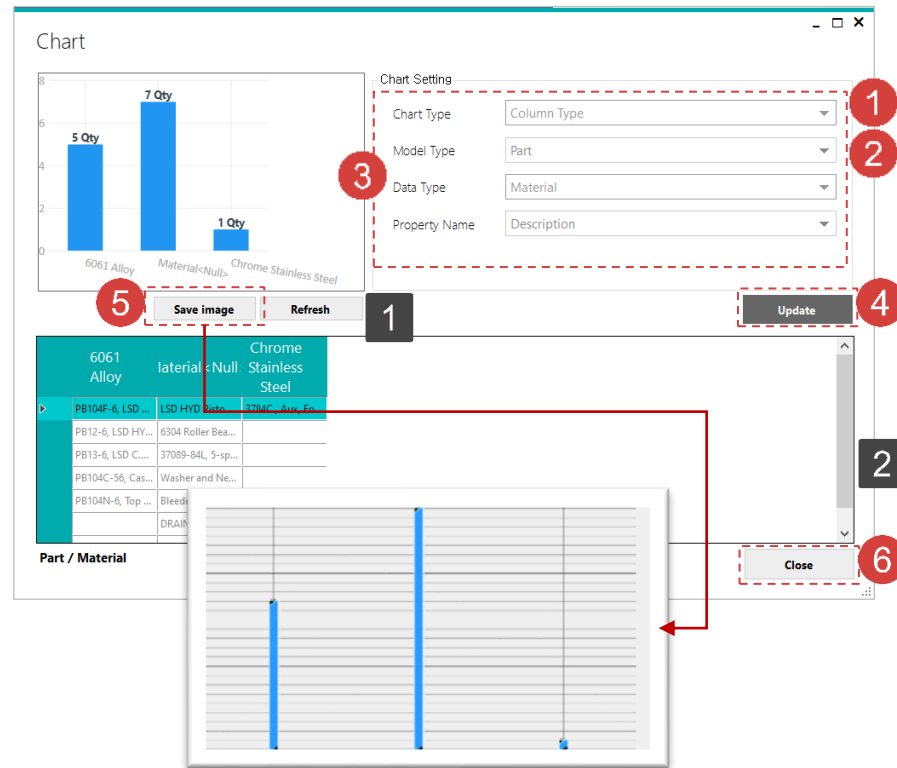 Chart
8
6
4
2
0
5 Qty
7 Qty
1 Qty
6061 Alloy
Material<Null>
Chrome Stainless Steel
Chart Setting
Chart Type
Column Type
1
Model Type
Part
2
3
Data Type
Material
Property Name
Description
5
Save image
Refresh
1
Update
4
6061
Alloy
laterial<Null
Chrome
Stainless
Steel
PB104F-6, LSD ...
LSD HYD Pisto...
3784C, Aux, Fo...
PB12-6, LSD HY...
6304 Roller Bea...
PB13-6, LSD C....
37089-84L, 5-sp...
2
PB104C-56, Cas...
Washer and Ne...
PB104N-6, Top ...
Bleed
DRAIN
Part / Material
Close
6